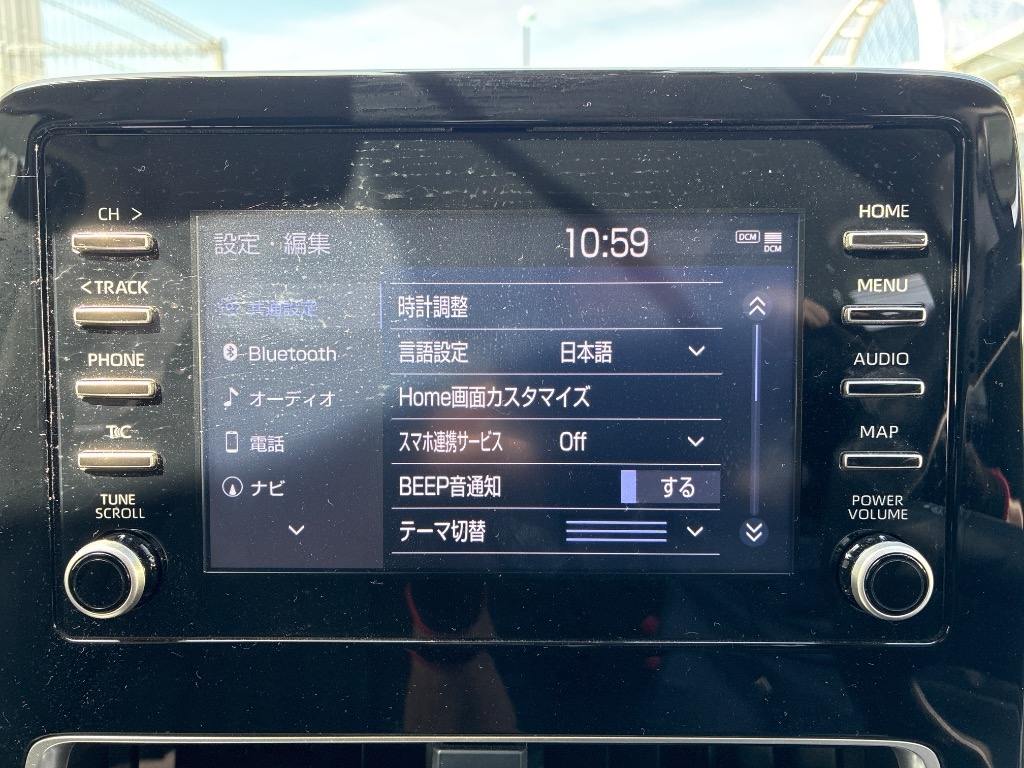 CH >
< TRACK
PHONE
TUNE
SCROLL
設定・編集
10:59
DCM
DCM
共通設定
Bluetooth
オーディオ
電話
ナビ
時計調整
言語設定 日本語
Home画面カスタマイズ
スマホ連携サービス Off
BEEP音通知 する
テーマ切替
HOME
MENU
AUDIO
MAP
POWER
VOLUME